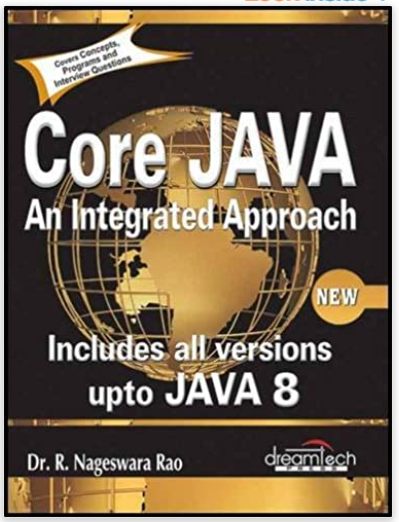 Covers Concepts,
Programs and
Interview Questions
Core JAVA
An Integrated Approach
NEW
Includes all versions
upto JAVA 8
Dr. R. Nageswara Rao
dreamtech
PRESS